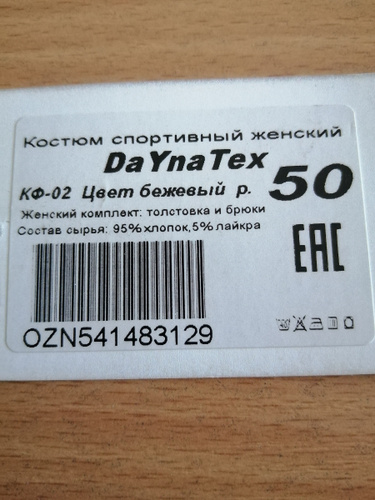 Костюм спортивный женский
DaYnaTex
КФ-02 Цвет бежевый р. 50
Женский комплект: толстовка и брюки
Состав сырья: 95% хлопок,5% лайкра
EAC
OZN541483129